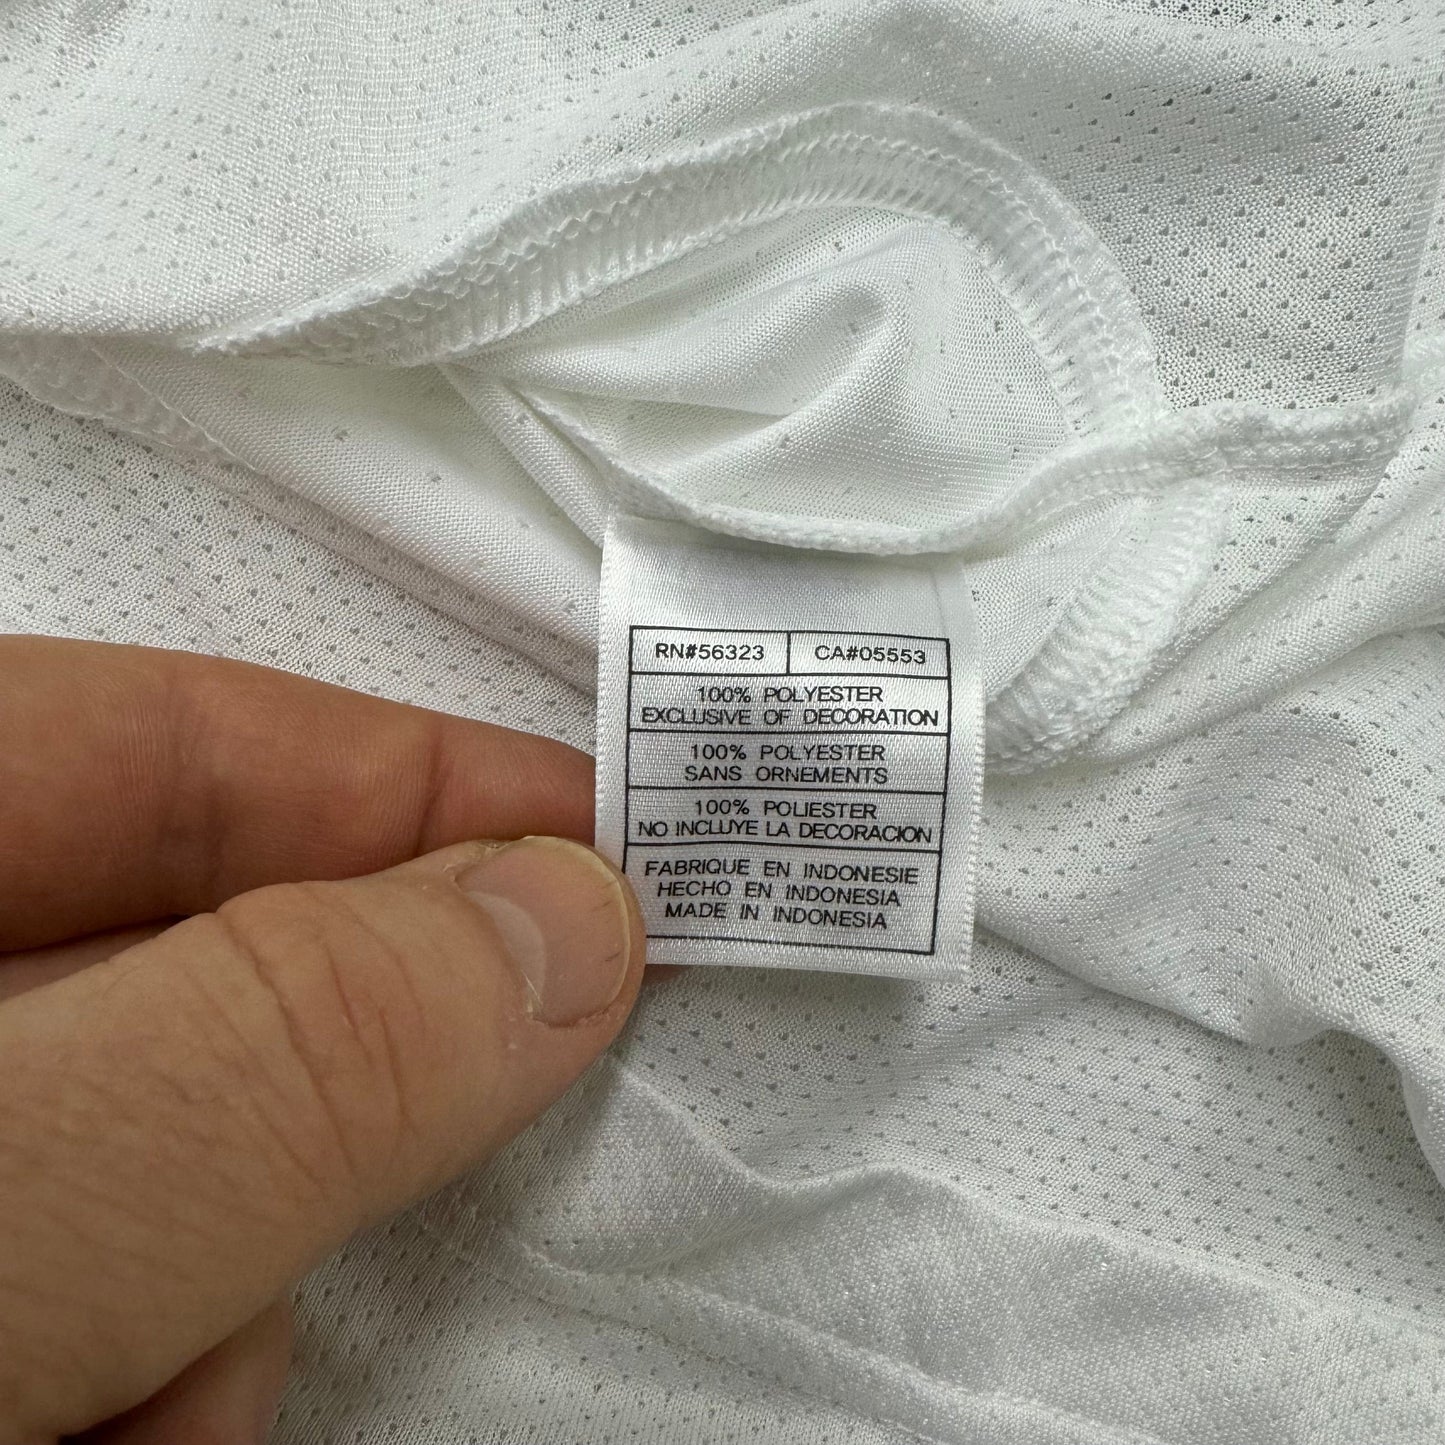 RN#56323 CA#05553
100% POLYESTER
EXCLUSIVE OF DECORATION
100% POLYESTER
SANS ORNEMENTS
100% POLIESTER
NO INCLUYE LA DECORACION
FABRIQUE EN INDONESIE
HECHO EN INDONESIA
MADE IN INDONESIA